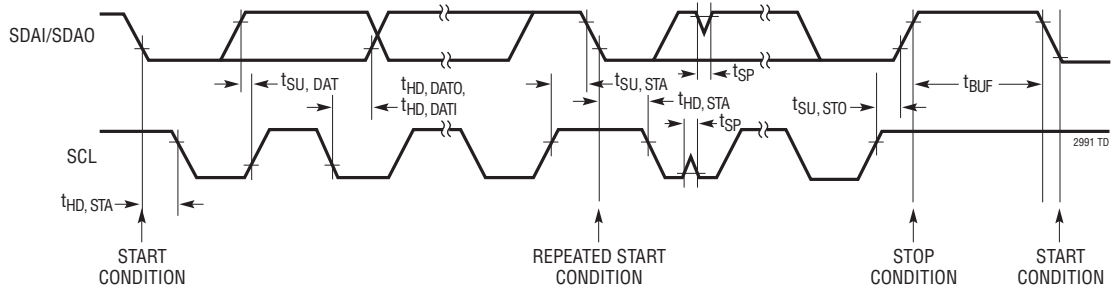 SDAI/SDAO
tSU, DAT
tHD, DATO,
tHD, DATI
tSU, STA
tHD, STA
tSP
tSP
tSU, STO
tBUF
SCL
2991 TD
tHD, STA
START
CONDITION
REPEATED START
CONDITION
STOP
CONDITION
START
CONDITION